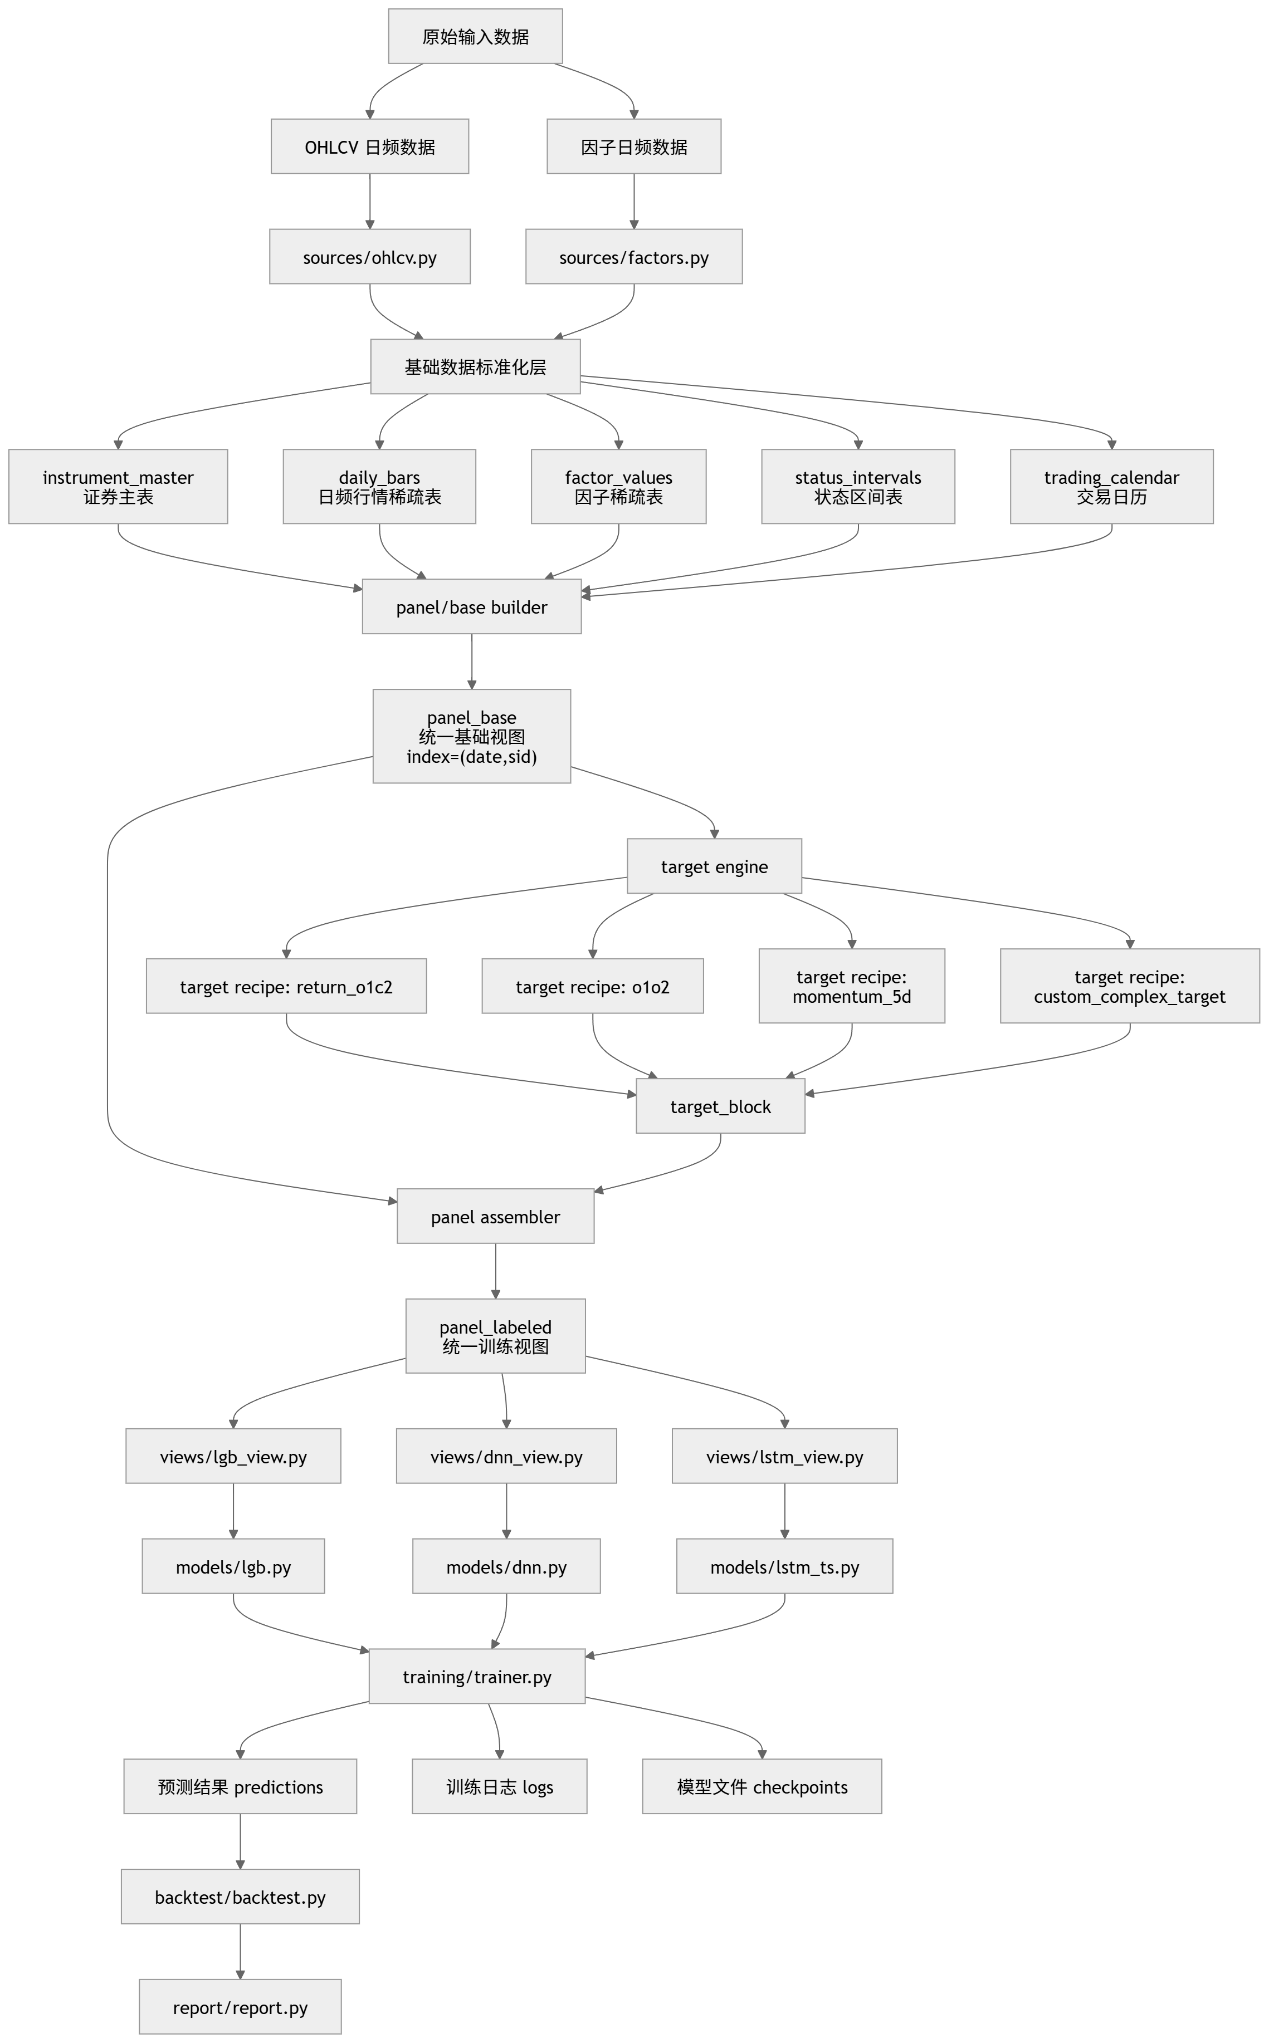 原始输入数据
OHLCV 日频数据
因子日频数据
sources/ohlcv.py
sources/factors.py
基础数据标准化层
instrument_master
证券主表
daily_bars
日频行情稀疏表
factor_values
因子稀疏表
status_intervals
状态区间表
trading_calendar
交易日历
panel/base builder
panel_base
统一基础视图
index=(date,sid)
target engine
target recipe: return_o1c2
target recipe: o1o2
target recipe:
momentum_5d
target recipe:
custom_complex_target
target_block
panel assembler
panel_labeled
统一训练视图
views/lgb_view.py
views/dnn_view.py
views/lstm_view.py
models/lgb.py
models/dnn.py
models/lstm_ts.py
training/trainer.py
预测结果 predictions
训练日志 logs
模型文件 checkpoints
backtest/backtest.py
report/report.py